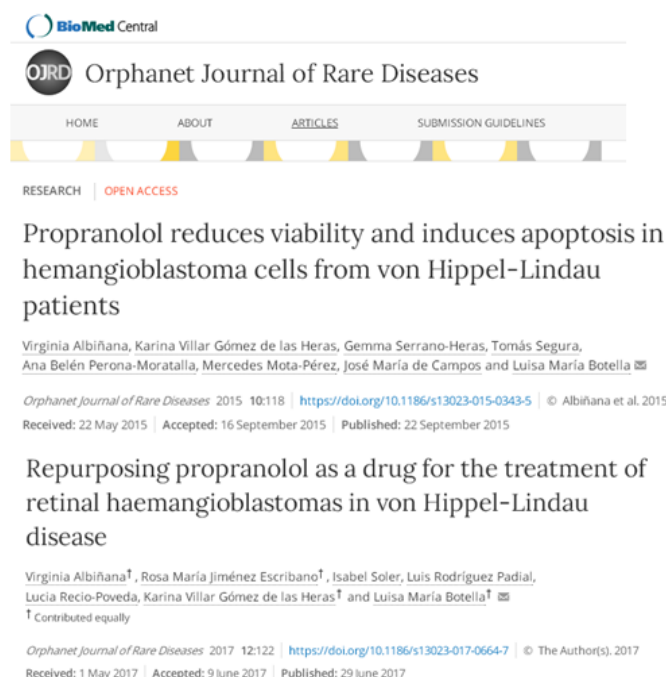 BioMed Central
OJRD Orphanet Journal of Rare Diseases
HOME ABOUT ARTICLES SUBMISSION GUIDELINES
RESEARCH | OPEN ACCESS
Propranolol reduces viability and induces apoptosis in
hemangioblastoma cells from von Hippel-Lindau
patients
Virginia Albiñana, Karina Villar Gómez de las Heras, Gemma Serrano-Heras, Tomás Segura,
Ana Belén Perona-Moratalla, Mercedes Mota-Pérez, José María de Campos and Luisa María Botella ✉
Orphanet Journal of Rare Diseases 2015 10:118 | https://doi.org/10.1186/s13023-015-0343-5 | © Albiñana et al. 2015
Received: 22 May 2015 | Accepted: 16 September 2015 | Published: 22 September 2015
Repurposing propranolol as a drug for the treatment of
retinal haemangioblastomas in von Hippel-Lindau
disease
Virginia Albiñana†, Rosa María Jiménez Escribano†, Isabel Soler, Luis Rodríguez Padial,
Lucia Recio-Poveda, Karina Villar Gómez de las Heras† and Luisa María Botella† ✉
† Contributed equally
Orphanet Journal of Rare Diseases 2017 12:122 | https://doi.org/10.1186/s13023-017-0664-7 | © The Author(s). 2017
Received: 1 May 2017 | Accepted: 9 June 2017 | Published: 29 June 2017